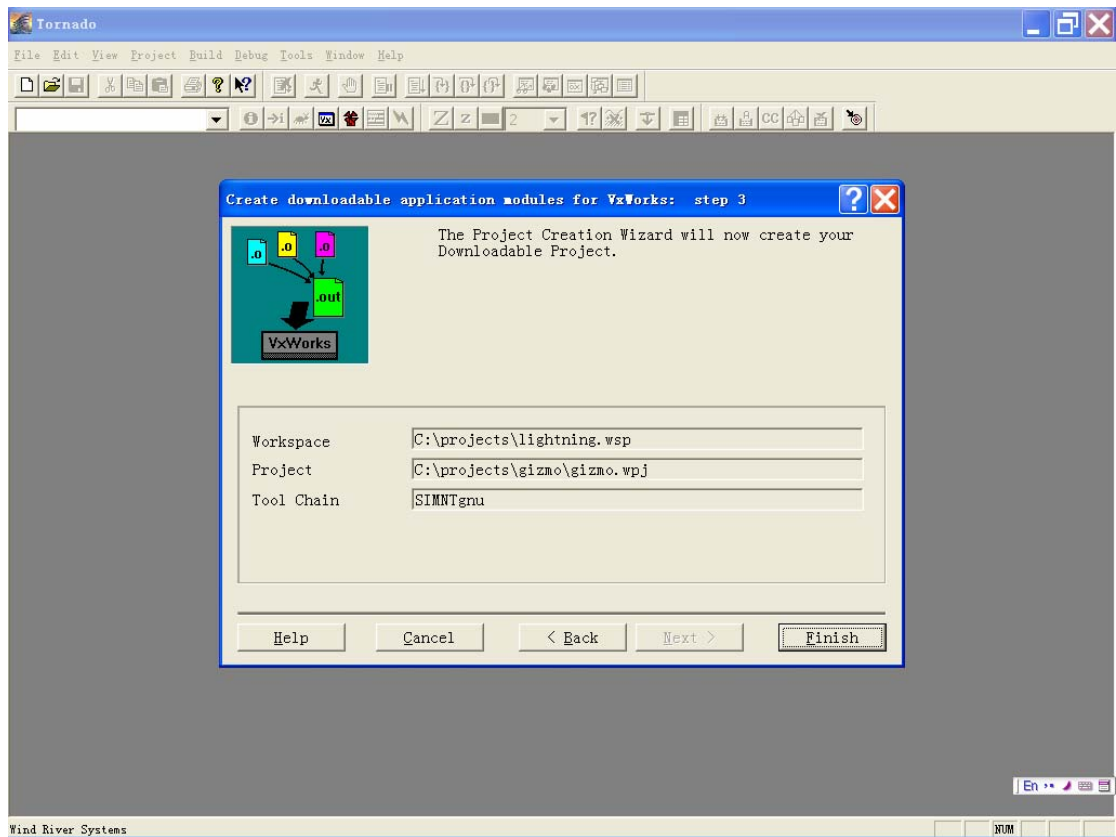 Tornado
File Edit View Project Build Debug Tools Window Help
2
CC
Create downloadable application modules for VxWorks: step 3
The Project Creation Wizard will now create your
Downloadable Project.
.o .o .o
.out
VxWorks
Workspace C:\projects\lightning.wsp
Project C:\projects\gizmo\gizmo.wpj
Tool Chain SIMNTgnu
Help Cancel < Back Next > Finish
En
Wind River Systems NUM